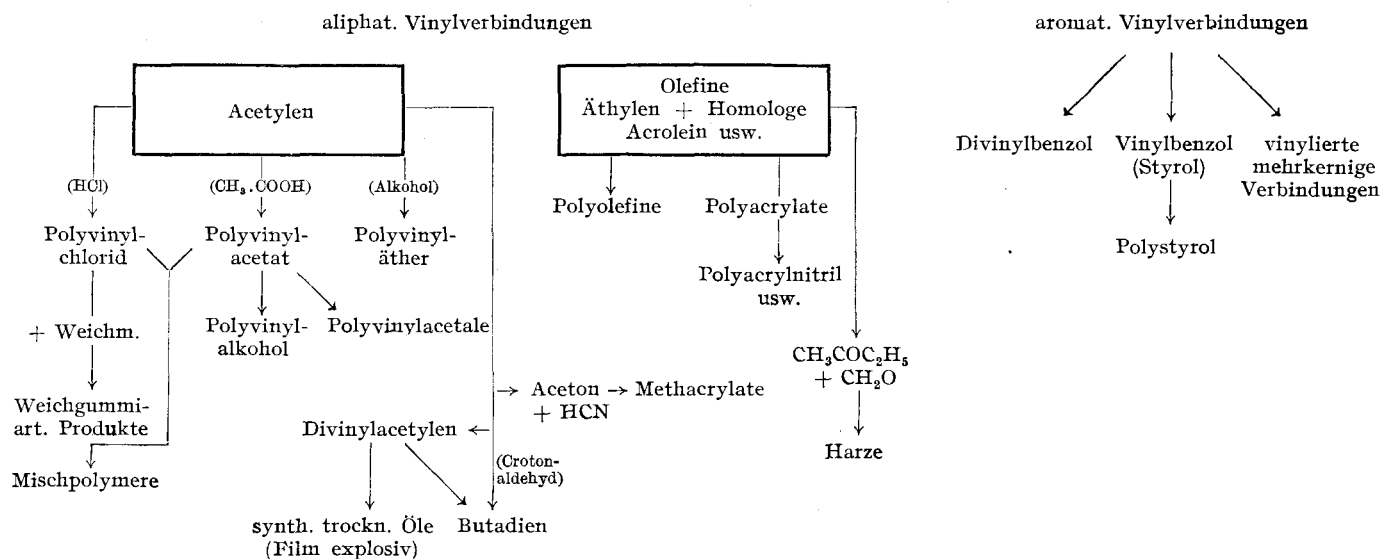 aliphat. Vinylverbindungen
aromat. Vinylverbindungen
Acetylen
Olefine
Äthylen + Homologe
Acrolein usw.
Divinylbenzol
Vinylbenzol
(Styrol)
vinylierte
mehrkernige
Verbindungen
(HCl)
(CH₃.COOH)
(Alkohol)
Polyvinyl-
chlorid
Polyvinyl-
acetat
Polyvinyl-
äther
Polyolefine
Polyacrylate
Polystyrol
Polyacrylnitril
usw.
+ Weichm.
Polyvinyl-
alkohol
Polyvinylacetale
CH₃COC₂H₅
+ CH₂O
Aceton → Methacrylate
+ HCN
Weichgummi-
art. Produkte
Divinylacetylen
Harze
(Croton-
aldehyd)
Mischpolymere
synth. trockn. Öle
(Film explosiv)
Butadien